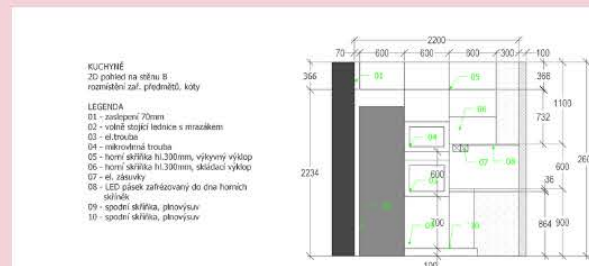 2200
70 600 600 600 300 100
KUCHYNĚ
2D pohled na stěnu B
rozmístění zař. předmětů, kóty
LEGENDA
01 - zaslepení 70mm
02 - volně stojící lednice s mrazákem
03 - el.trouba
04 - mikrovlnná trouba
05 - horní skříňka hl.300mm, výkyvný výklop
06 - horní skříňka hl.300mm, skládací výklop
07 - el. zásuvky
08 - LED pásek zafrézovaný do dna horních
skříněk
09 - spodní skříňka, plnovýsuv
10 - spodní skříňka, plnovýsuv
366
01
05
368
1100
06
732
04
07
08
2234
600
600
36
700
864
900
10
100